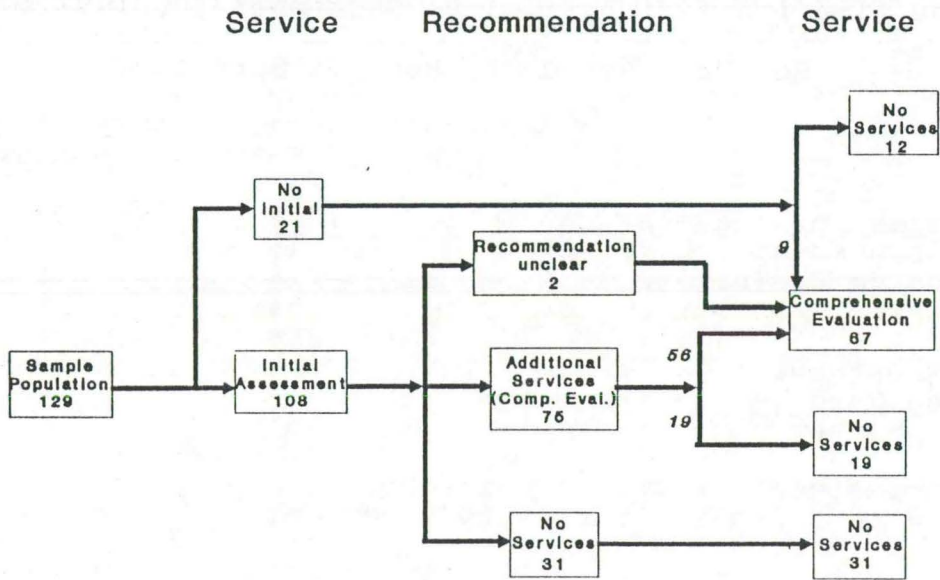 Service Recommendation Service
No
Services
12
No
Initial
21
9
Recommendation
unclear
2
Comprehensive
Evaluation
67
Sample
Population
129
Initial
Assessment
108
Additional
Services
(Comp. Eval.)
75
56
19
No
Services
19
No
Services
31
No
Services
31